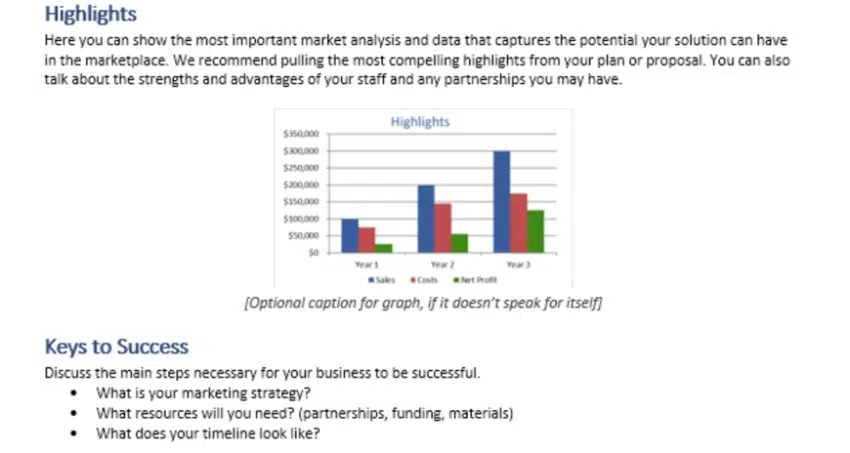 Highlights
Here you can show the most important market analysis and data that captures the potential your solution can have
in the marketplace. We recommend pulling the most compelling highlights from your plan or proposal. You can also
talk about the strengths and advantages of your staff and any partnerships you may have.
Highlights
$350,000
$300,000
$250,000
$200,000
$150,000
$100,000
$50,000
$0
Year 1 Year 2 Year 3
Sales Costs Net Profit
[Optional caption for graph, if it doesn't speak for itself]
Keys to Success
Discuss the main steps necessary for your business to be successful.
• What is your marketing strategy?
• What resources will you need? (partnerships, funding, materials)
• What does your timeline look like?